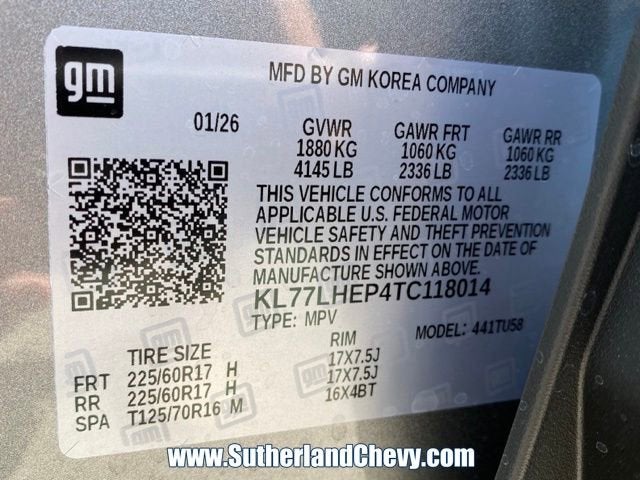 gm
MFD BY GM KOREA COMPANY
01/26 GVWR GAWR FRT GAWR RR
1880 KG 1060 KG 1060 KG
4145 LB 2336 LB 2336 LB
THIS VEHICLE CONFORMS TO ALL
APPLICABLE U.S. FEDERAL MOTOR
VEHICLE SAFETY AND THEFT PREVENTION
STANDARDS IN EFFECT ON THE DATE OF
MANUFACTURE SHOWN ABOVE.
KL77LHEP4TC118014
TYPE: MPV MODEL: 441TU58
TIRE SIZE RIM
FRT 225/60R17 H 17X7.5J
RR 225/60R17 H 17X7.5J
SPA T125/70R16 M 16X4BT
www.SutherlandChevy.com